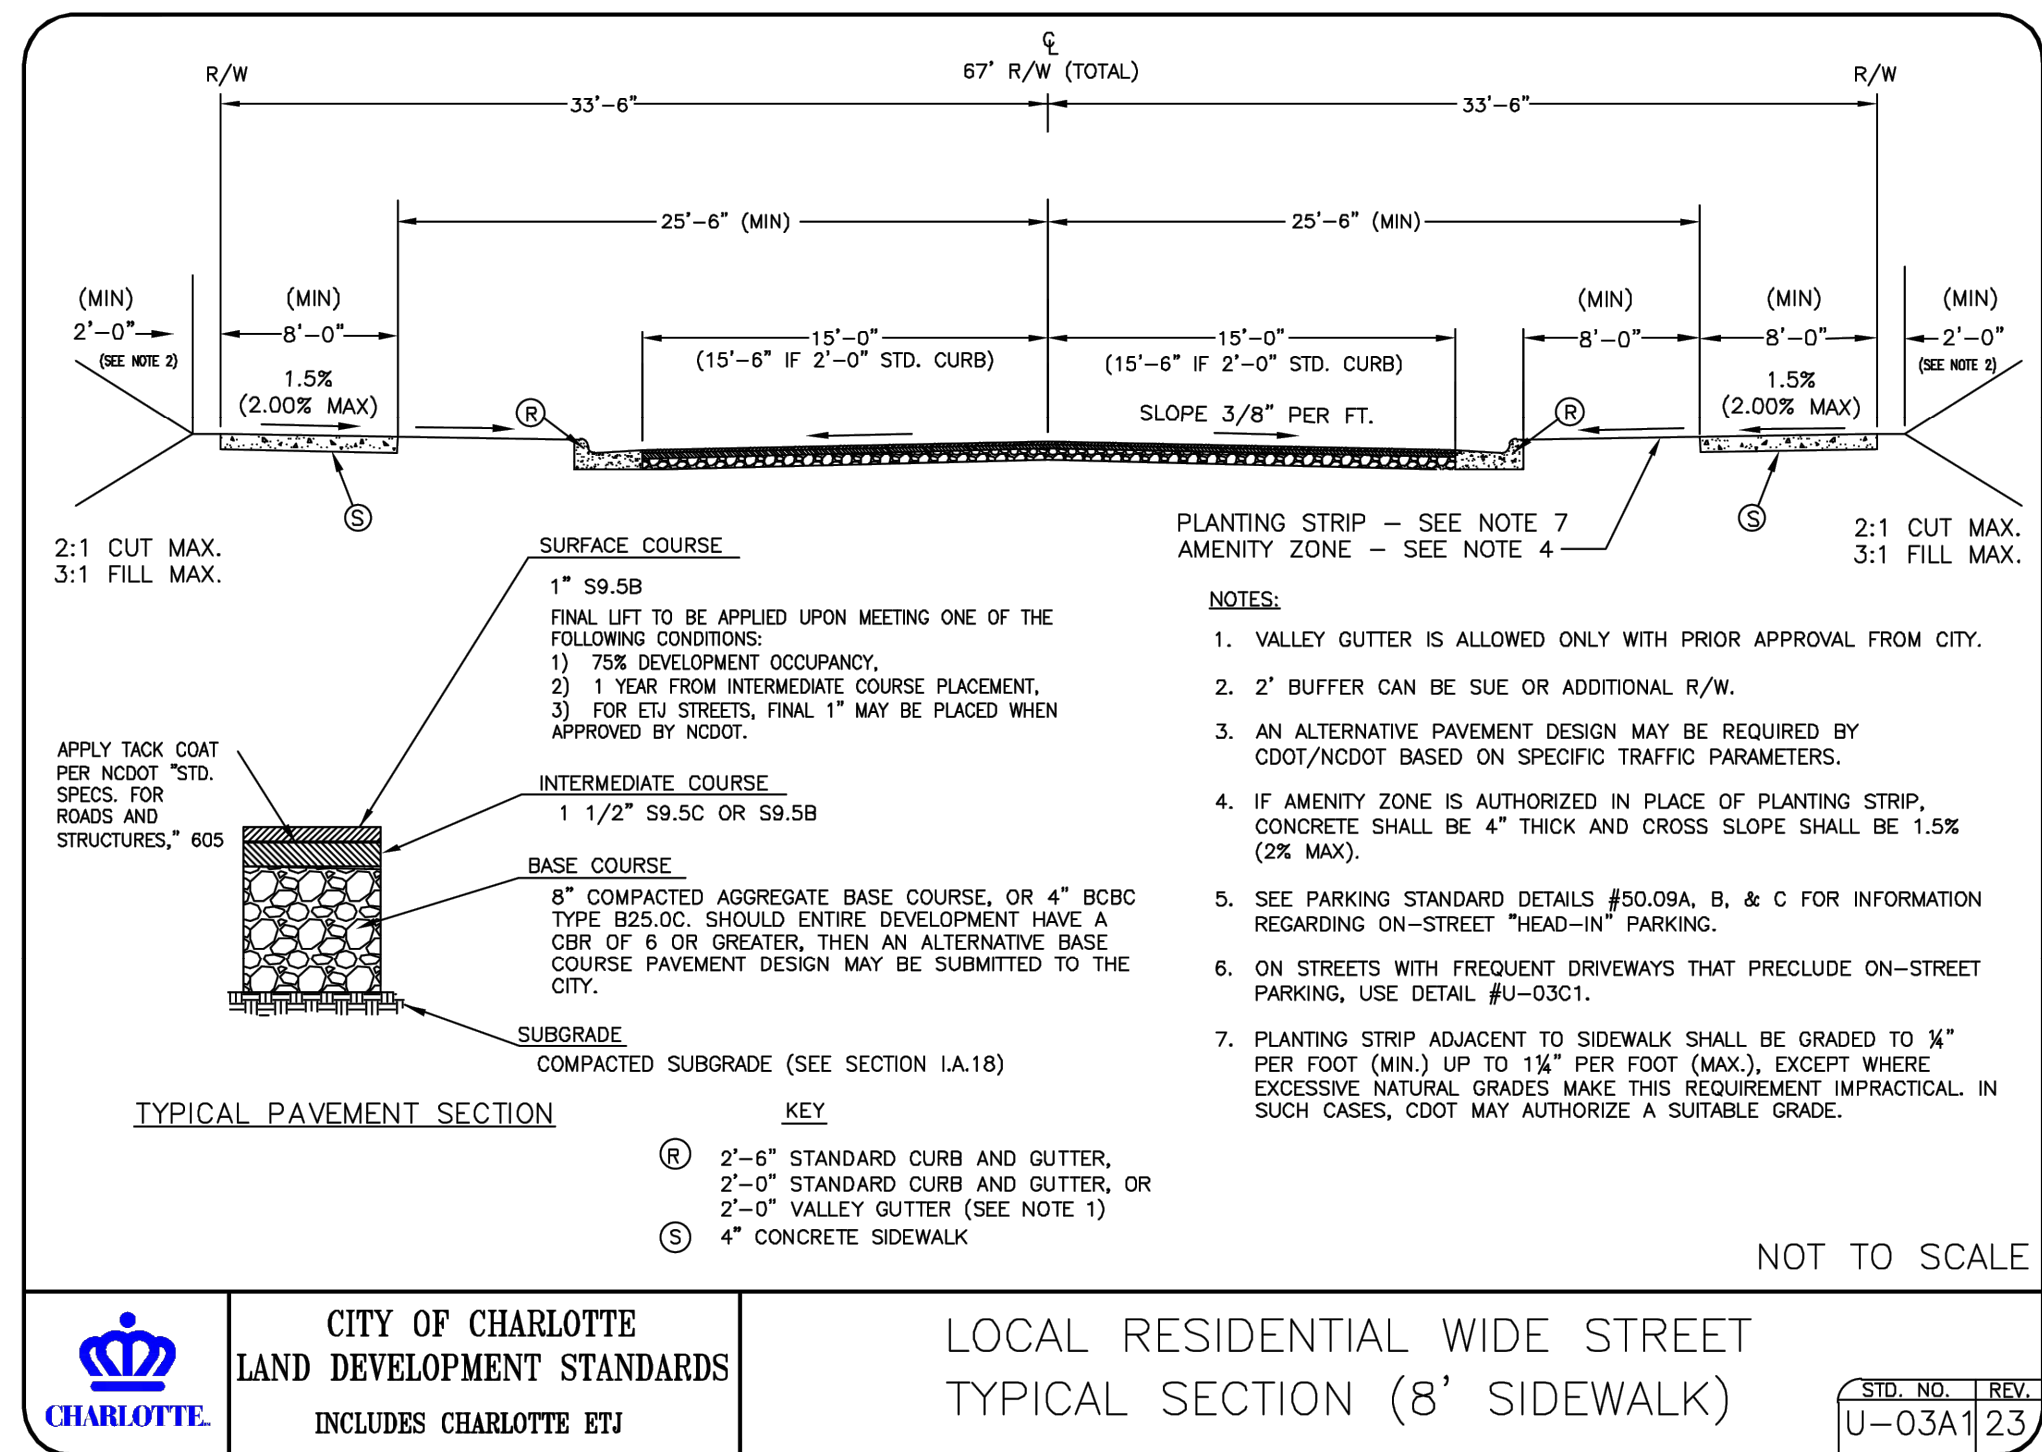 ℄
67' R/W (TOTAL)
R/W
R/W
33'-6"
33'-6"
25'-6" (MIN)
25'-6" (MIN)
(MIN)
2'-0"
(SEE NOTE 2)
(MIN)
8'-0"
1.5%
(2.00% MAX)
15'-0"
(15'-6" IF 2'-0" STD. CURB)
15'-0"
(15'-6" IF 2'-0" STD. CURB)
SLOPE 3/8" PER FT.
(MIN)
8'-0"
(MIN)
8'-0"
1.5%
(2.00% MAX)
(MIN)
2'-0"
(SEE NOTE 2)
R
R
S
S
2:1 CUT MAX.
3:1 FILL MAX.
PLANTING STRIP – SEE NOTE 7
AMENITY ZONE – SEE NOTE 4
2:1 CUT MAX.
3:1 FILL MAX.
SURFACE COURSE
1" S9.5B
FINAL LIFT TO BE APPLIED UPON MEETING ONE OF THE
FOLLOWING CONDITIONS:
1) 75% DEVELOPMENT OCCUPANCY,
2) 1 YEAR FROM INTERMEDIATE COURSE PLACEMENT,
3) FOR ETJ STREETS, FINAL 1" MAY BE PLACED WHEN
APPROVED BY NCDOT.
APPLY TACK COAT
PER NCDOT "STD.
SPECS. FOR
ROADS AND
STRUCTURES," 605
INTERMEDIATE COURSE
1 1/2" S9.5C OR S9.5B
BASE COURSE
8" COMPACTED AGGREGATE BASE COURSE, OR 4" BCBC
TYPE B25.0C. SHOULD ENTIRE DEVELOPMENT HAVE A
CBR OF 6 OR GREATER, THEN AN ALTERNATIVE BASE
COURSE PAVEMENT DESIGN MAY BE SUBMITTED TO THE
CITY.
SUBGRADE
COMPACTED SUBGRADE (SEE SECTION I.A.18)
TYPICAL PAVEMENT SECTION
KEY
R 2'-6" STANDARD CURB AND GUTTER,
2'-0" STANDARD CURB AND GUTTER, OR
2'-0" VALLEY GUTTER (SEE NOTE 1)
S 4" CONCRETE SIDEWALK
NOTES:
1. VALLEY GUTTER IS ALLOWED ONLY WITH PRIOR APPROVAL FROM CITY.
2. 2' BUFFER CAN BE SUE OR ADDITIONAL R/W.
3. AN ALTERNATIVE PAVEMENT DESIGN MAY BE REQUIRED BY
CDOT/NCDOT BASED ON SPECIFIC TRAFFIC PARAMETERS.
4. IF AMENITY ZONE IS AUTHORIZED IN PLACE OF PLANTING STRIP,
CONCRETE SHALL BE 4" THICK AND CROSS SLOPE SHALL BE 1.5%
(2% MAX).
5. SEE PARKING STANDARD DETAILS #50.09A, B, & C FOR INFORMATION
REGARDING ON-STREET "HEAD-IN" PARKING.
6. ON STREETS WITH FREQUENT DRIVEWAYS THAT PRECLUDE ON-STREET
PARKING, USE DETAIL #U-03C1.
7. PLANTING STRIP ADJACENT TO SIDEWALK SHALL BE GRADED TO ¼"
PER FOOT (MIN.) UP TO 1¼" PER FOOT (MAX.), EXCEPT WHERE
EXCESSIVE NATURAL GRADES MAKE THIS REQUIREMENT IMPRACTICAL. IN
SUCH CASES, CDOT MAY AUTHORIZE A SUITABLE GRADE.
NOT TO SCALE
CHARLOTTE
CITY OF CHARLOTTE
LAND DEVELOPMENT STANDARDS
INCLUDES CHARLOTTE ETJ
LOCAL RESIDENTIAL WIDE STREET
TYPICAL SECTION (8' SIDEWALK)
STD. NO. REV.
U-03A1 23